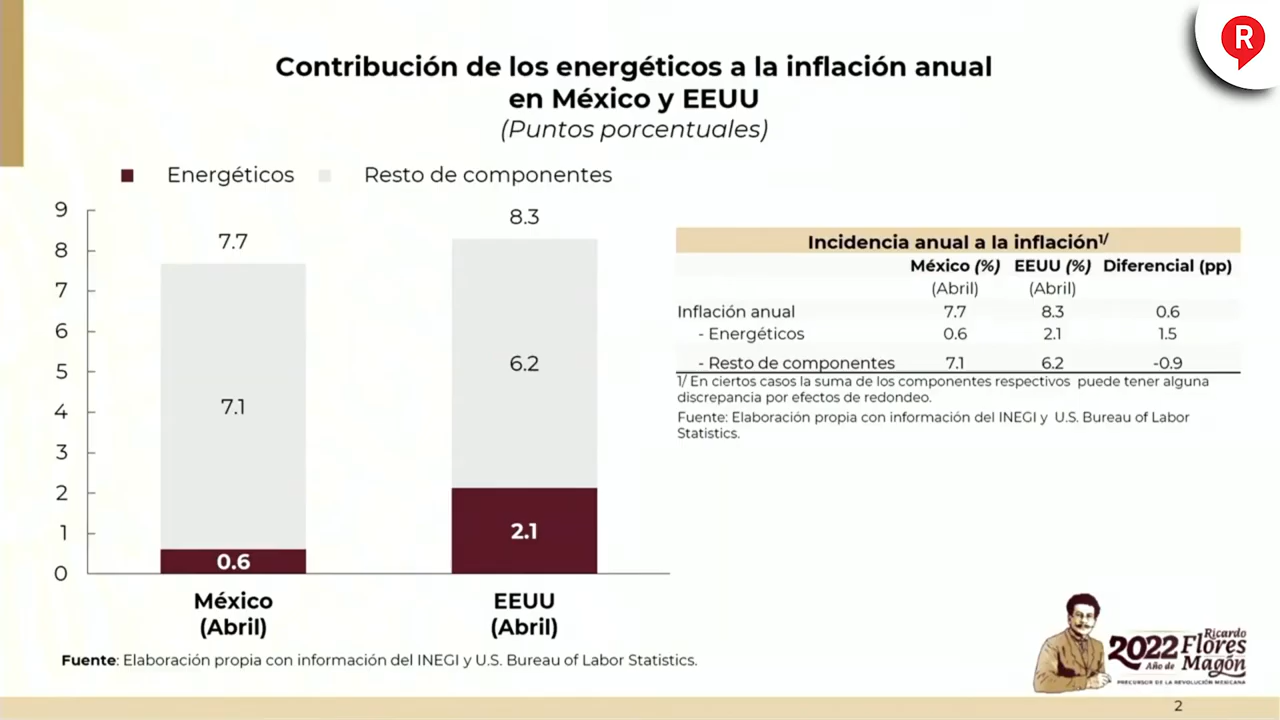 R
Contribución de los energéticos a la inflación anual
en México y EEUU
(Puntos porcentuales)
Energéticos Resto de componentes
9
8
7
6
5
4
3
2
1
0
7.7
7.1
0.6
8.3
6.2
2.1
México
(Abril)
EEUU
(Abril)
Fuente: Elaboración propia con información del INEGI y U.S. Bureau of Labor Statistics.
Incidencia anual a la inflación1/
México (%) EEUU (%) Diferencial (pp)
(Abril) (Abril)
Inflación anual 7.7 8.3 0.6
- Energéticos 0.6 2.1 1.5
- Resto de componentes 7.1 6.2 -0.9
1/ En ciertos casos la suma de los componentes respectivos puede tener alguna
discrepancia por efectos de redondeo.
Fuente: Elaboración propia con información del INEGI y U.S. Bureau of Labor
Statistics.
2022 Ricardo
Flores
Año de Magón
PRECURSOR DE LA REVOLUCIÓN MEXICANA
2